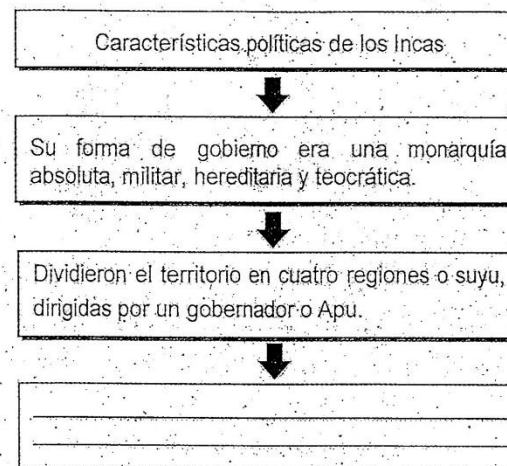 Características políticas de los Incas
Su forma de gobierno era una monarquía
absoluta, militar, hereditaria y teocrática.
Dividieron el territorio en cuatro regiones o suyu,
dirigidas por un gobernador o Apu.